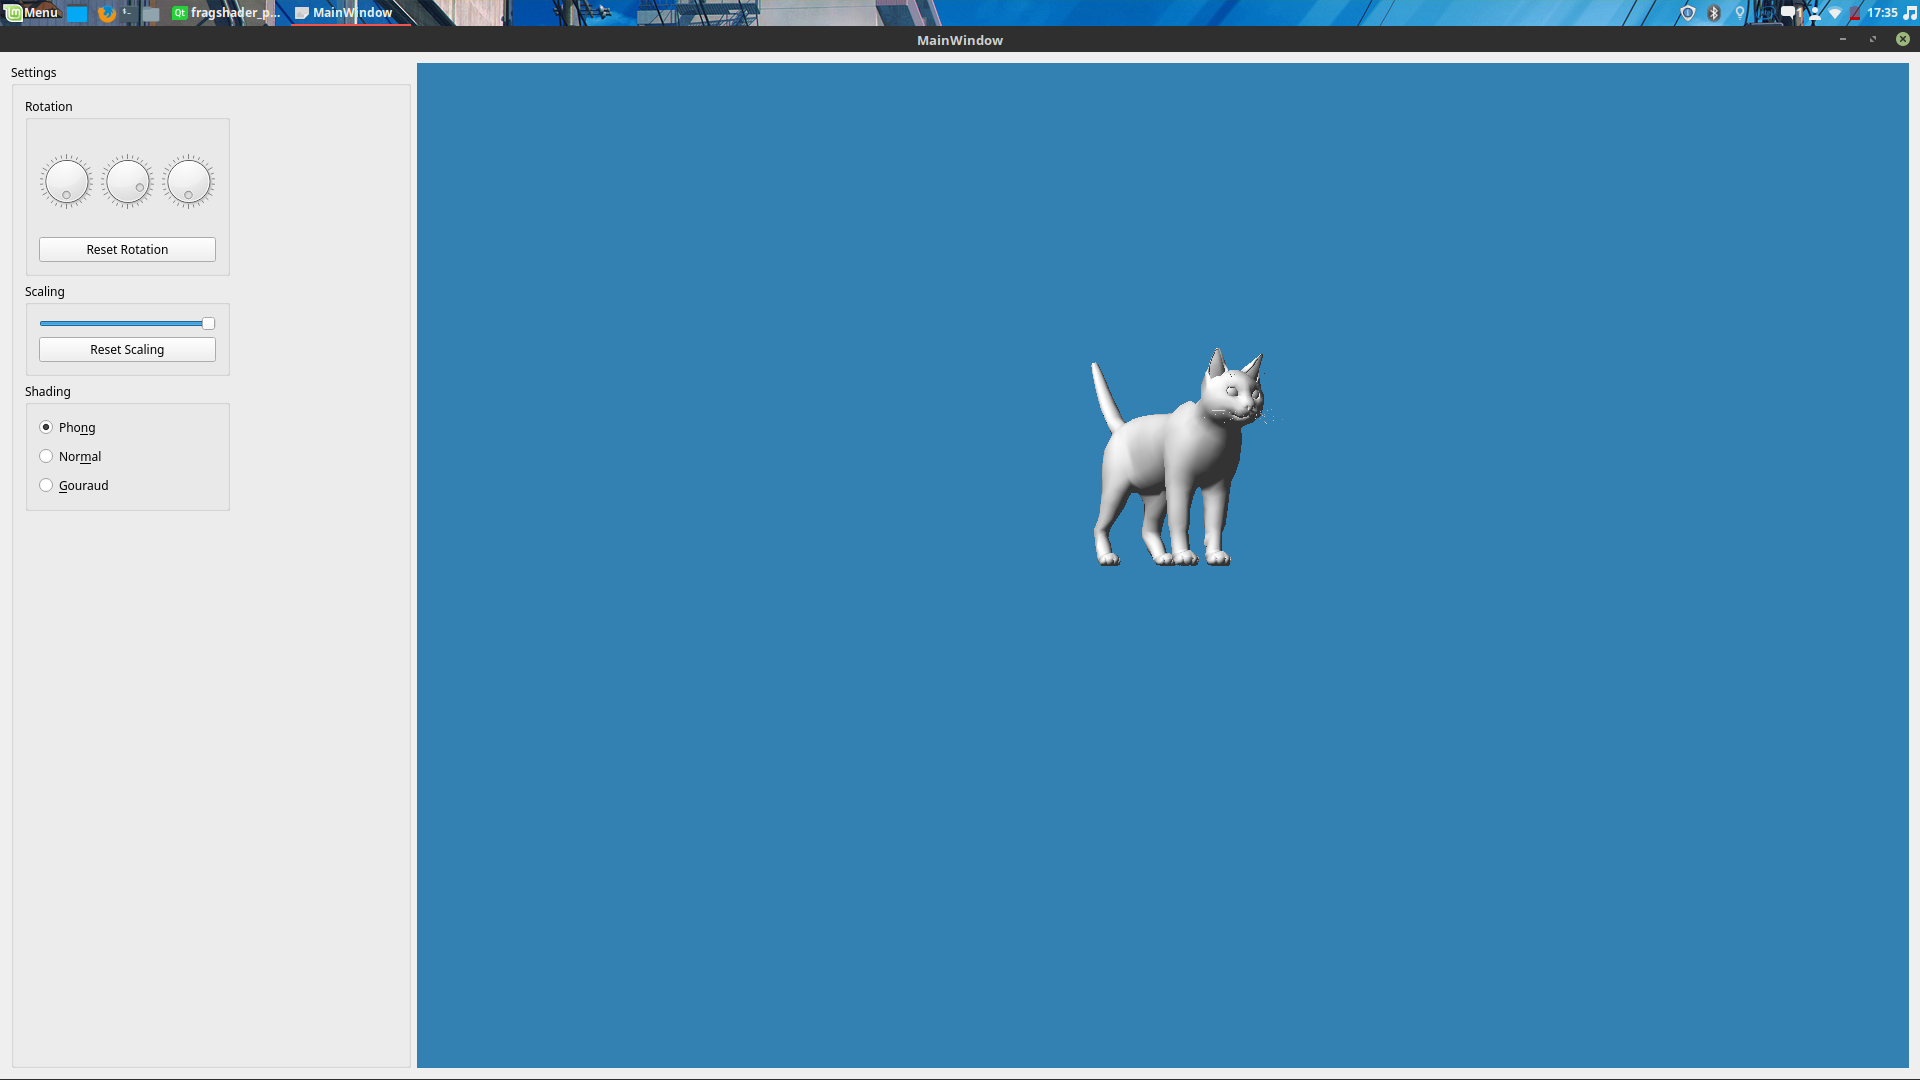 Menu fragshader_p... MainWindow 1 17:35
MainWindow
Settings
Rotation
Reset Rotation
Scaling
Reset Scaling
Shading
Phong
Normal
Gouraud